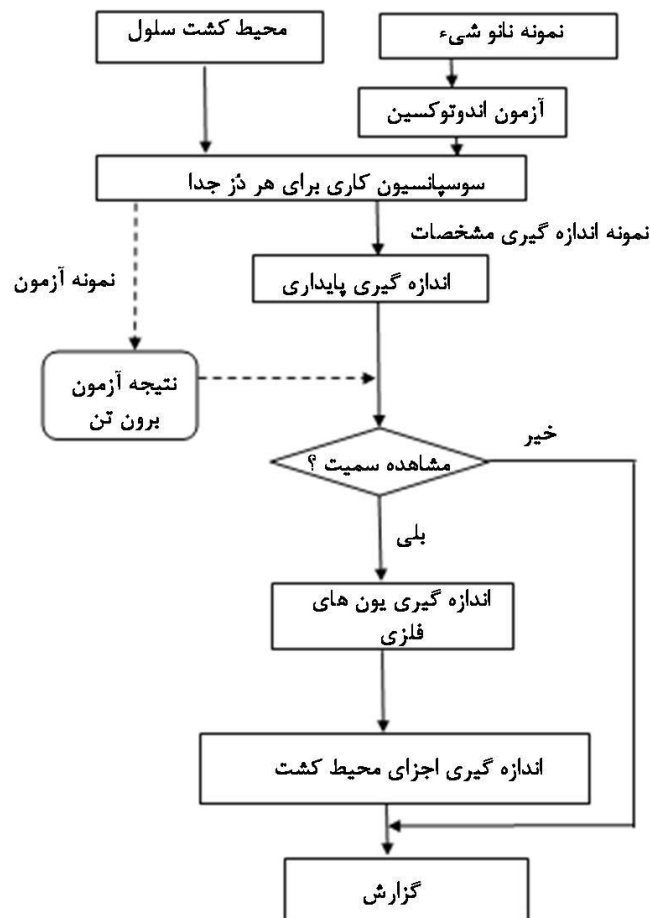 محیط کشت سلول
نمونه نانو شیء
آزمون اندوتوکسین
سوسپانسیون کاری برای هر دُز جدا
نمونه اندازه گیری مشخصات
نمونه آزمون
اندازه گیری پایداری
نتیجه آزمون
برون تن
مشاهده سمیت ؟
خیر
بلی
اندازه گیری یون های
فلزی
اندازه گیری اجزای محیط کشت
گزارش